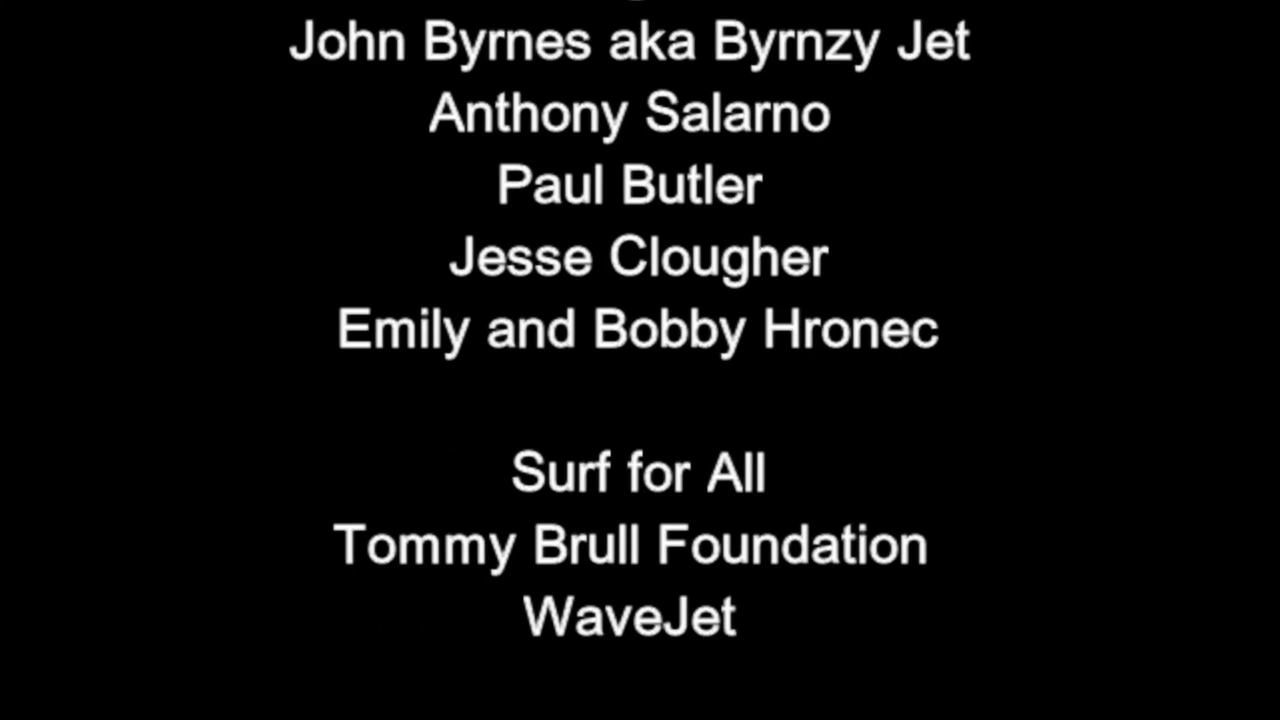 John Byrnes aka Byrnzy Jet
Anthony Salarno
Paul Butler
Jesse Clougher
Emily and Bobby Hronec
Surf for All
Tommy Brull Foundation
WaveJet